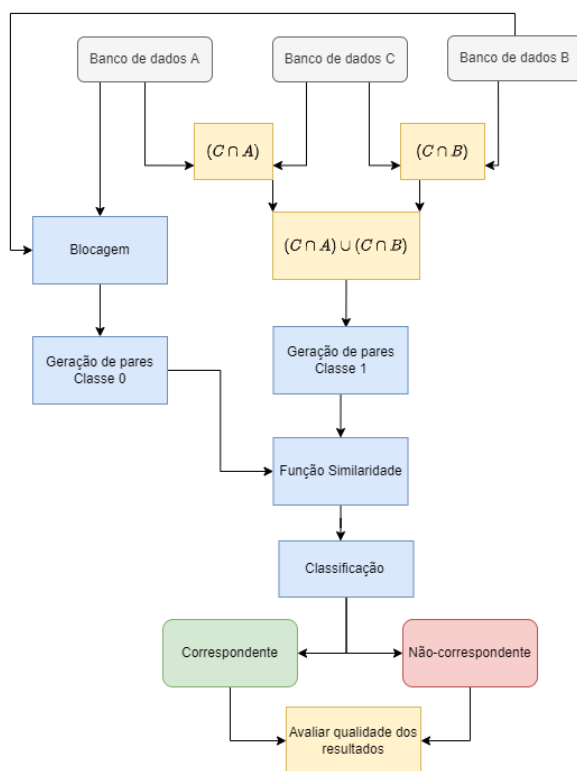 Banco de dados A
Banco de dados C
Banco de dados B
(C ∩ A)
(C ∩ B)
Blocagem
(C ∩ A) ∪ (C ∩ B)
Geração de pares
Classe 0
Geração de pares
Classe 1
Função Similaridade
Classificação
Correspondente
Não-correspondente
Avaliar qualidade dos
resultados